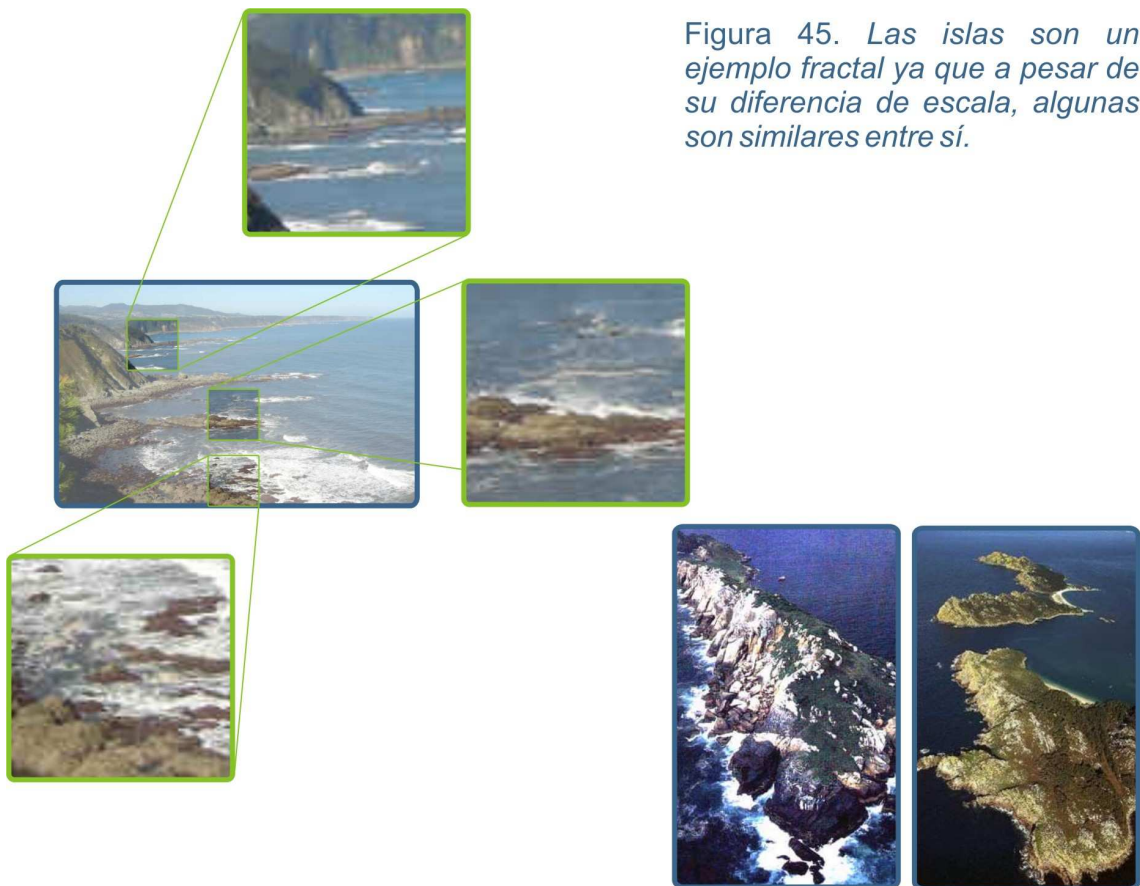 Figura 45. Las islas son un
ejemplo fractal ya que a pesar de
su diferencia de escala, algunas
son similares entre sí.